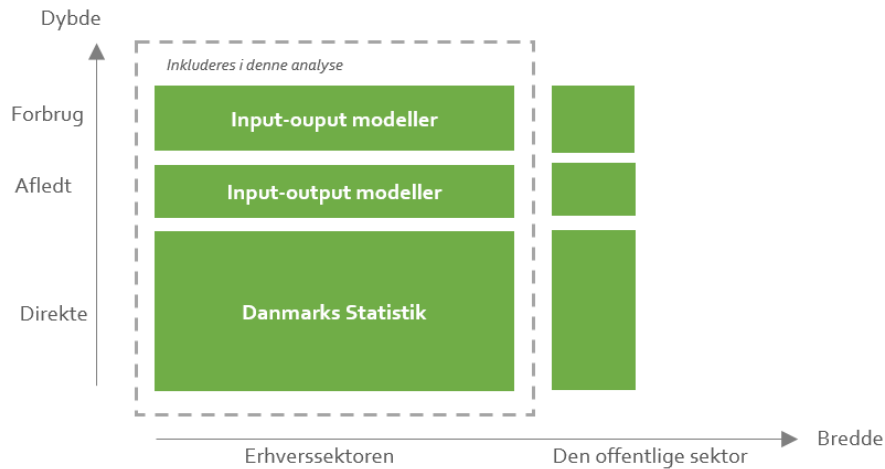 Dybde
Inkluderes i denne analyse
Forbrug
Input-ouput modeller
Afledt
Input-output modeller
Direkte
Danmarks Statistik
Bredde
Erhverssektoren
Den offentlige sektor